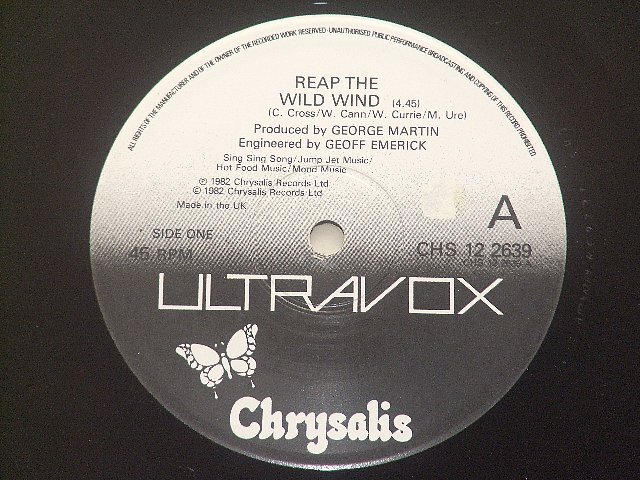 ALL RIGHTS OF THE MANUFACTURER AND OF THE OWNER OF THE RECORDED WORK RESERVED · UNAUTHORISED PUBLIC PERFORMANCE BROADCASTING AND COPYING OF THIS RECORD PROHIBITED
REAP THE
WILD WIND (4.45)
(C. Cross/W. Cann/W. Currie/M. Ure)
Produced by GEORGE MARTIN
Engineered by GEOFF EMERICK
Sing Sing Song/Jump Jet Music/
Hot Food Music/Mood Music
℗ 1982 Chrysalis Records Ltd
© 1982 Chrysalis Records Ltd
Made in the UK
A
SIDE ONE
45 RPM
CHS 12 2639
ULTRAVOX
Chrysalis